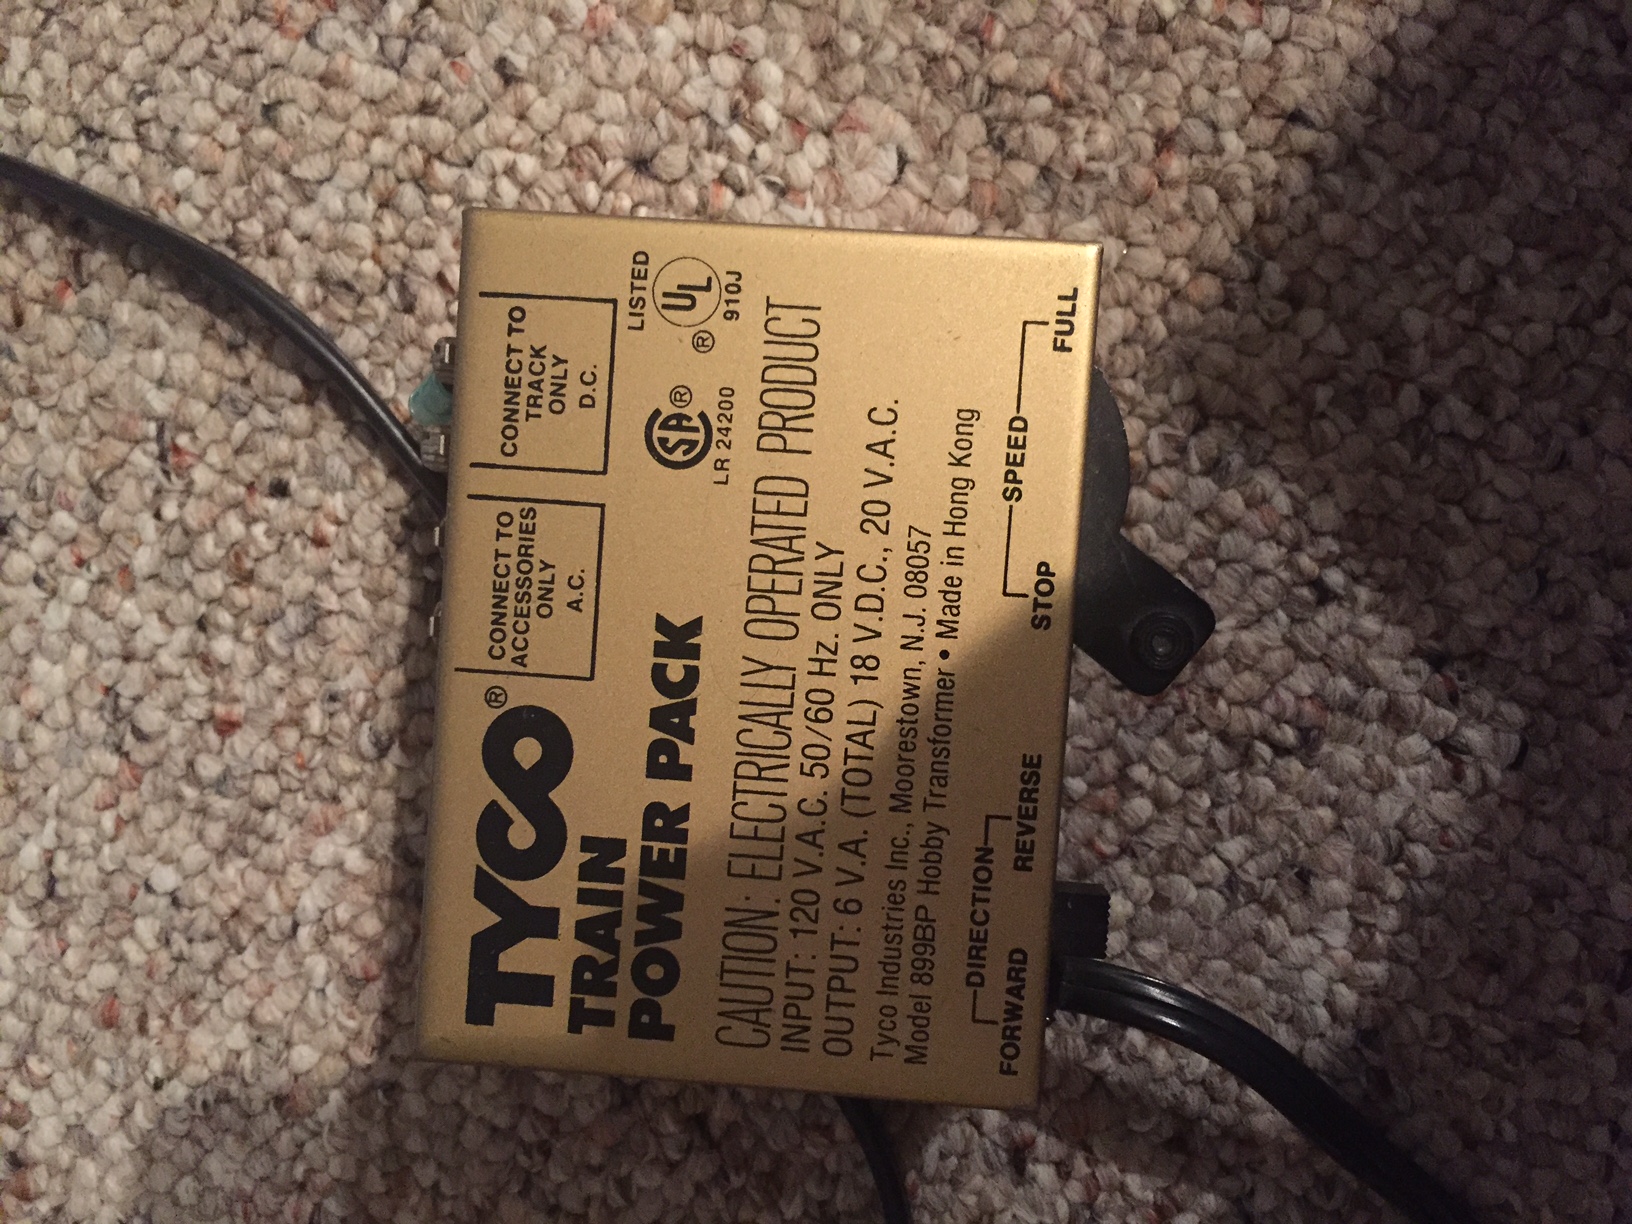 TYCO®
TRAIN
POWER PACK
CONNECT TO
ACCESSORIES
ONLY
A.C.
CONNECT TO
TRACK
ONLY
D.C.
SA®
LR 24200
LISTED
UL®
910J
CAUTION: ELECTRICALLY OPERATED PRODUCT
INPUT: 120 V.A.C. 50/60 Hz. ONLY
OUTPUT: 6 V.A. (TOTAL) 18 V.D.C., 20 V.A.C.
Tyco Industries Inc., Moorestown, N.J. 08057
Model 899BP Hobby Transformer • Made in Hong Kong
DIRECTION
FORWARD REVERSE
SPEED
STOP FULL